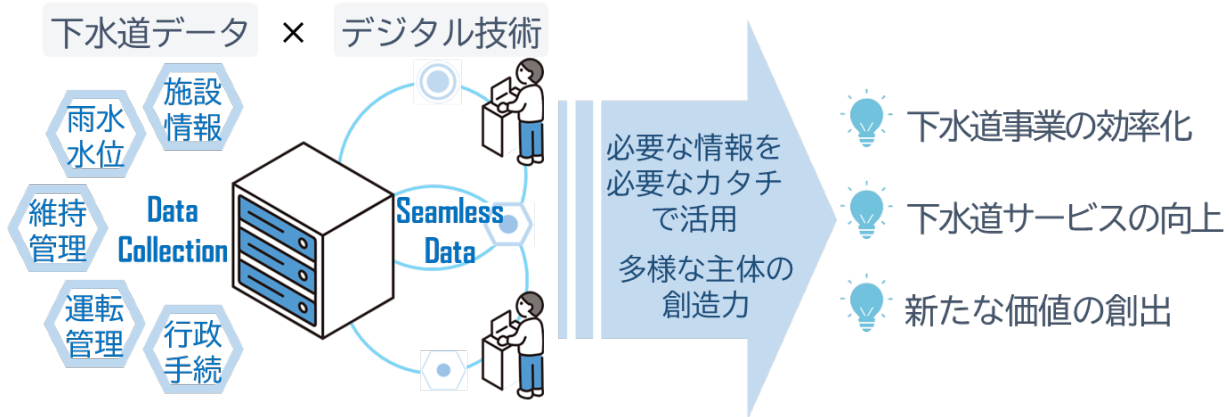 下水道データ × デジタル技術
施設
情報
雨水
水位
維持
管理
運転
管理
行政
手続
Data
Collection
Seamless
Data
必要な情報を
必要なカタチ
で活用
多様な主体の
創造力
下水道事業の効率化
下水道サービスの向上
新たな価値の創出